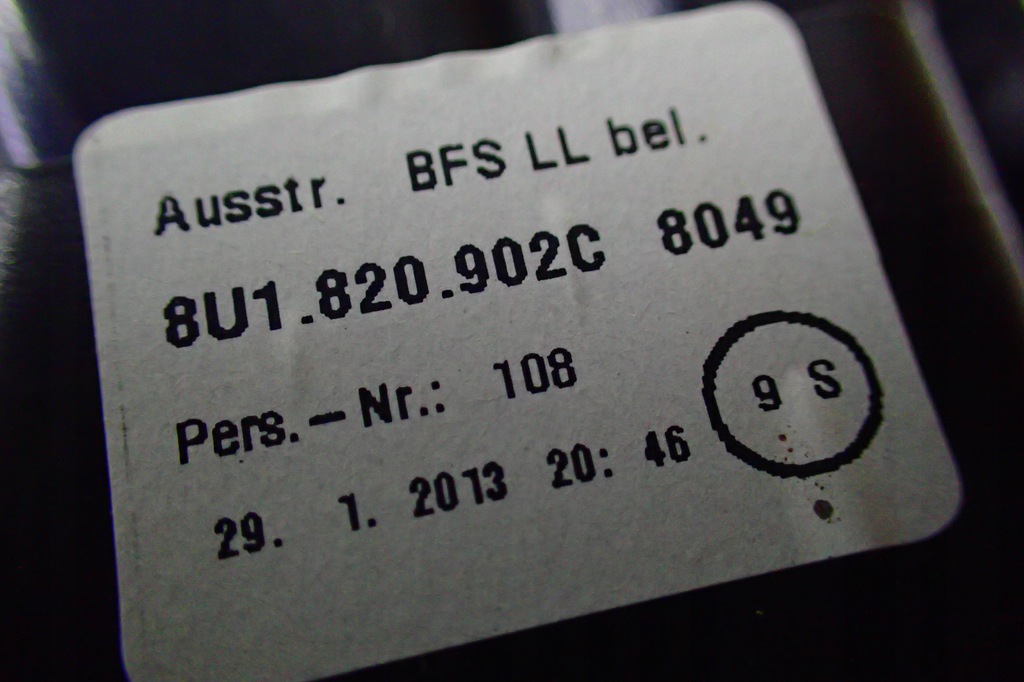 Ausstr. BFS LL bel.
8U1.820.902C 8049
Pers.-Nr.: 108
9 S
29. 1. 2013 20: 46